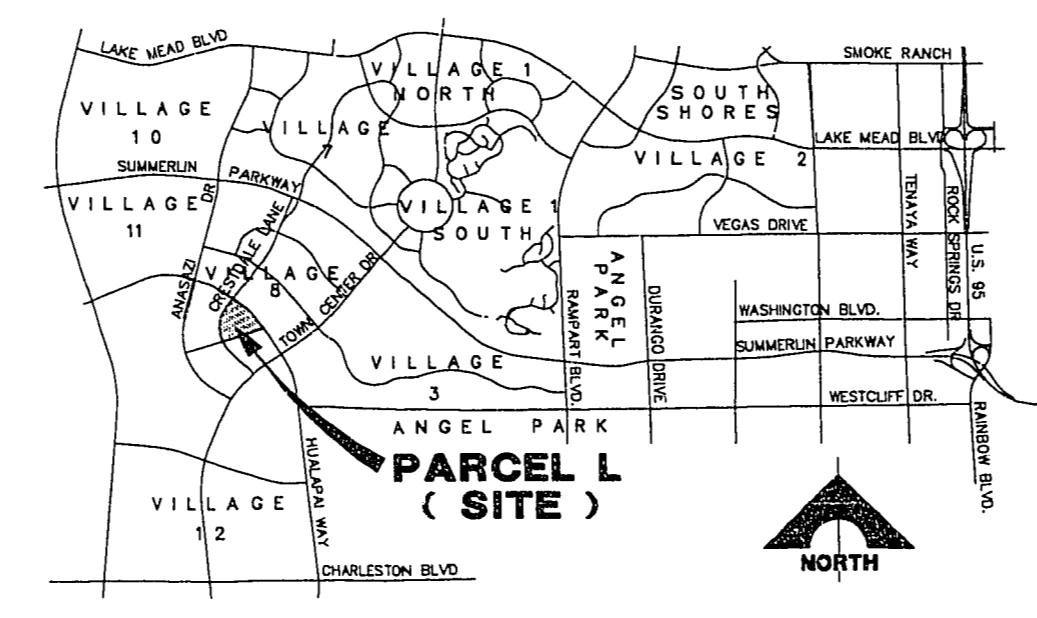 LAKE MEAD BLVD
SMOKE RANCH
VILLAGE 1
NORTH
SOUTH
SHORES
VILLAGE
10
VILLAGE
7
LAKE MEAD BLVD
VILLAGE 2
SUMMERLIN PARKWAY
VILLAGE
11
ANASAZI DR
CRESTDALE LANE
VILLAGE 1
SOUTH
VEGAS DRIVE
TENAYA WAY
ROCK SPRINGS DR
U.S. 95
VILLAGE
8
TOWN CENTER DR
ANGEL
PARK
RAMPART BLVD.
DURANGO DRIVE
WASHINGTON BLVD.
SUMMERLIN PARKWAY
VILLAGE
3
WESTCLIFF DR.
RAINBOW BLVD.
ANGEL PARK
HUALAPAI WAY
PARCEL L
( SITE )
VILLAGE
12
NORTH
CHARLESTON BLVD